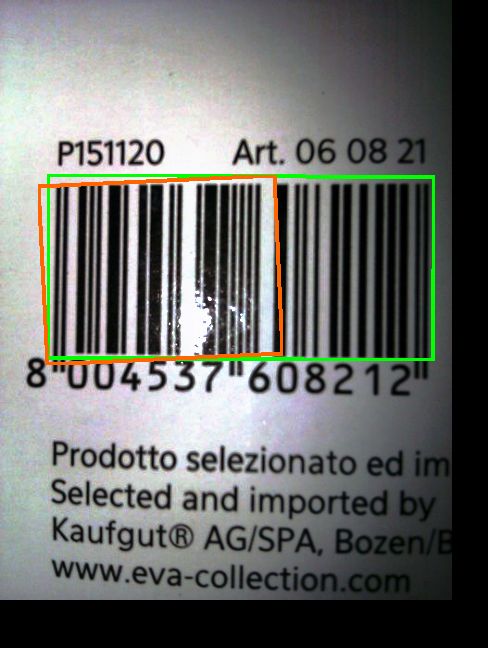 P151120 Art. 06 08 21
8"004537"608212"
Prodotto selezionato ed im
Selected and imported by
Kaufgut® AG/SPA, Bozen/B
www.eva-collection.com